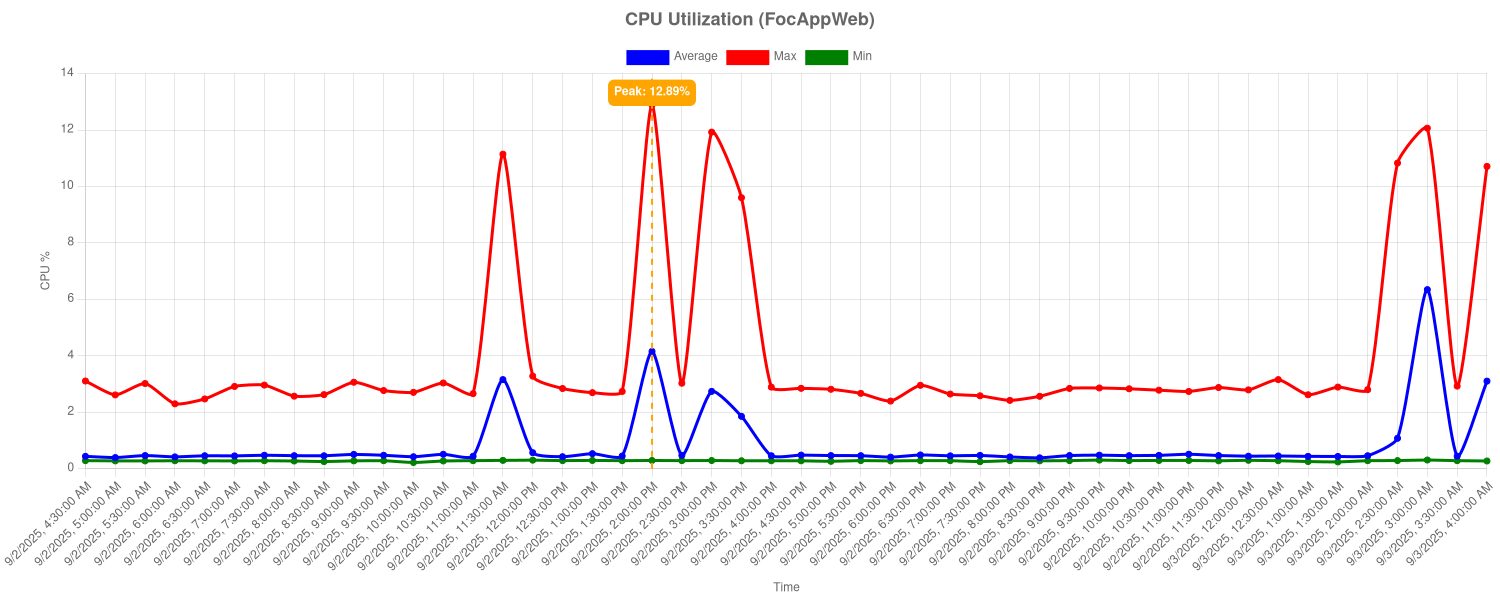 CPU Utilization (FocAppWeb)
Average Max Min
14
Peak: 12.89%
12
10
8
6
4
2
0
CPU %
9/2/2025, 4:30:00 AM
9/2/2025, 5:00:00 AM
9/2/2025, 5:30:00 AM
9/2/2025, 6:00:00 AM
9/2/2025, 6:30:00 AM
9/2/2025, 7:00:00 AM
9/2/2025, 7:30:00 AM
9/2/2025, 8:00:00 AM
9/2/2025, 8:30:00 AM
9/2/2025, 9:00:00 AM
9/2/2025, 9:30:00 AM
9/2/2025, 10:00:00 AM
9/2/2025, 10:30:00 AM
9/2/2025, 11:00:00 AM
9/2/2025, 11:30:00 AM
9/2/2025, 12:00:00 PM
9/2/2025, 12:30:00 PM
9/2/2025, 1:00:00 PM
9/2/2025, 1:30:00 PM
9/2/2025, 2:00:00 PM
9/2/2025, 2:30:00 PM
9/2/2025, 3:00:00 PM
9/2/2025, 3:30:00 PM
9/2/2025, 4:00:00 PM
9/2/2025, 4:30:00 PM
9/2/2025, 5:00:00 PM
9/2/2025, 5:30:00 PM
9/2/2025, 6:00:00 PM
9/2/2025, 6:30:00 PM
9/2/2025, 7:00:00 PM
9/2/2025, 7:30:00 PM
9/2/2025, 8:00:00 PM
9/2/2025, 8:30:00 PM
9/2/2025, 9:00:00 PM
9/2/2025, 9:30:00 PM
9/2/2025, 10:00:00 PM
9/2/2025, 10:30:00 PM
9/2/2025, 11:00:00 PM
9/2/2025, 11:30:00 PM
9/3/2025, 12:00:00 AM
9/3/2025, 12:30:00 AM
9/3/2025, 1:00:00 AM
9/3/2025, 1:30:00 AM
9/3/2025, 2:00:00 AM
9/3/2025, 2:30:00 AM
9/3/2025, 3:00:00 AM
9/3/2025, 3:30:00 AM
9/3/2025, 4:00:00 AM
Time